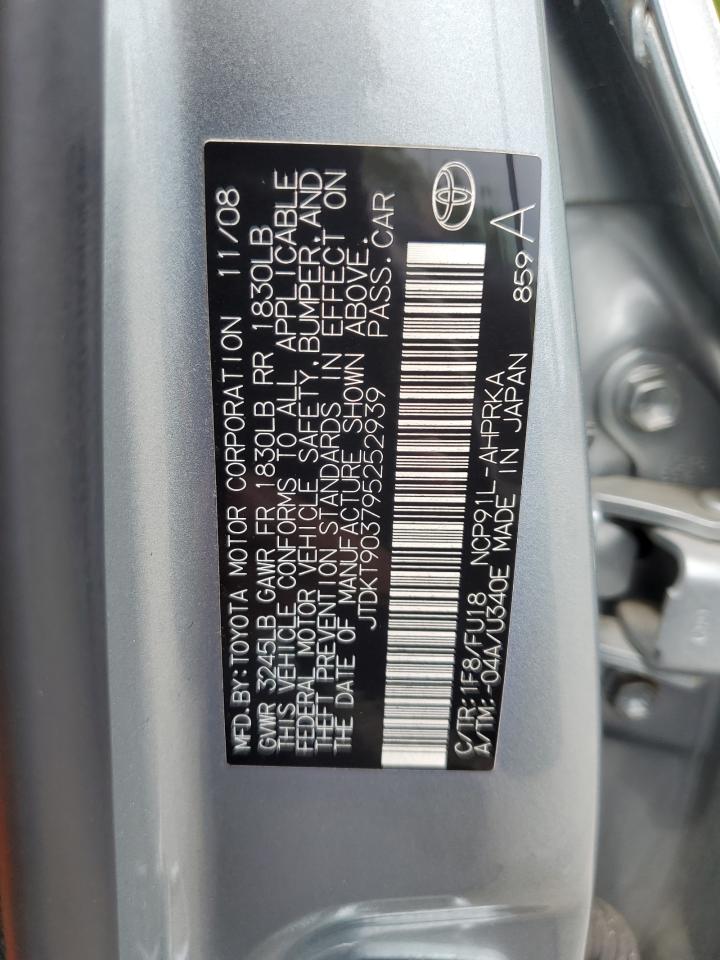 MFD.BY:TOYOTA MOTOR CORPORATION 11/08
GVWR 3245LB GAWR FR 1830LB RR 1830LB
THIS VEHICLE CONFORMS TO ALL APPLICABLE
FEDERAL MOTOR VEHICLE SAFETY,BUMPER,AND
THEFT PREVENTION STANDARDS IN EFFECT ON
THE DATE OF MANUFACTURE SHOWN ABOVE.
JTDKT903795252939 PASS.CAR
C/TR:1F8/FU18 NCP91L-AHPRKA
A/TM:-04A/U340E MADE IN JAPAN
859 A